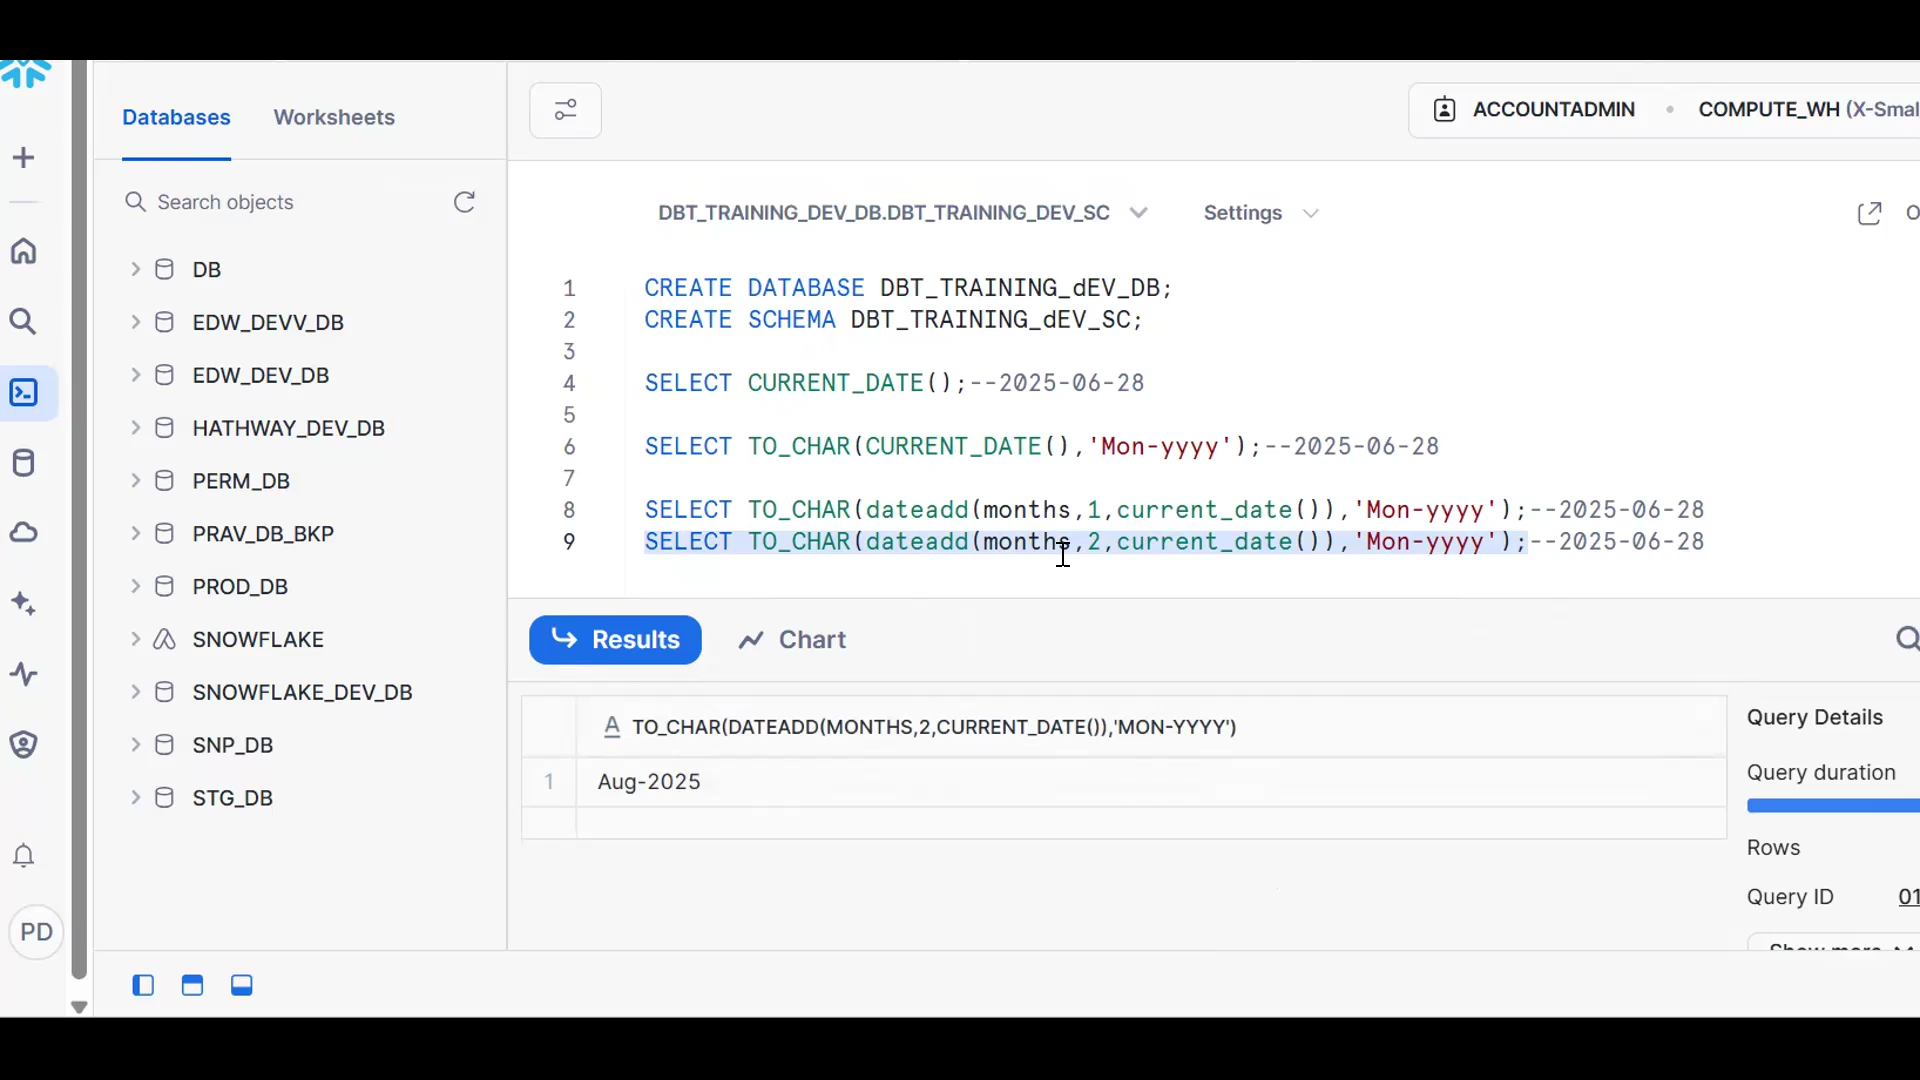 Databases
Worksheets
ACCOUNTADMIN
COMPUTE_WH (X-Smal
Search objects
DBT_TRAINING_DEV_DB.DBT_TRAINING_DEV_SC
Settings
DB
EDW_DEVV_DB
EDW_DEV_DB
HATHWAY_DEV_DB
PERM_DB
PRAV_DB_BKP
PROD_DB
SNOWFLAKE
SNOWFLAKE_DEV_DB
SNP_DB
STG_DB
PD
1 CREATE DATABASE DBT_TRAINING_dEV_DB;
2 CREATE SCHEMA DBT_TRAINING_dEV_SC;
3
4 SELECT CURRENT_DATE();--2025-06-28
5
6 SELECT TO_CHAR(CURRENT_DATE(),'Mon-yyyy');--2025-06-28
7
8 SELECT TO_CHAR(dateadd(months,1,current_date()),'Mon-yyyy');--2025-06-28
9 SELECT TO_CHAR(dateadd(months,2,current_date()),'Mon-yyyy');--2025-06-28
Results
Chart
A TO_CHAR(DATEADD(MONTHS,2,CURRENT_DATE()),'MON-YYYY')
1 Aug-2025
Query Details
Query duration
Rows
Query ID 01
Show more